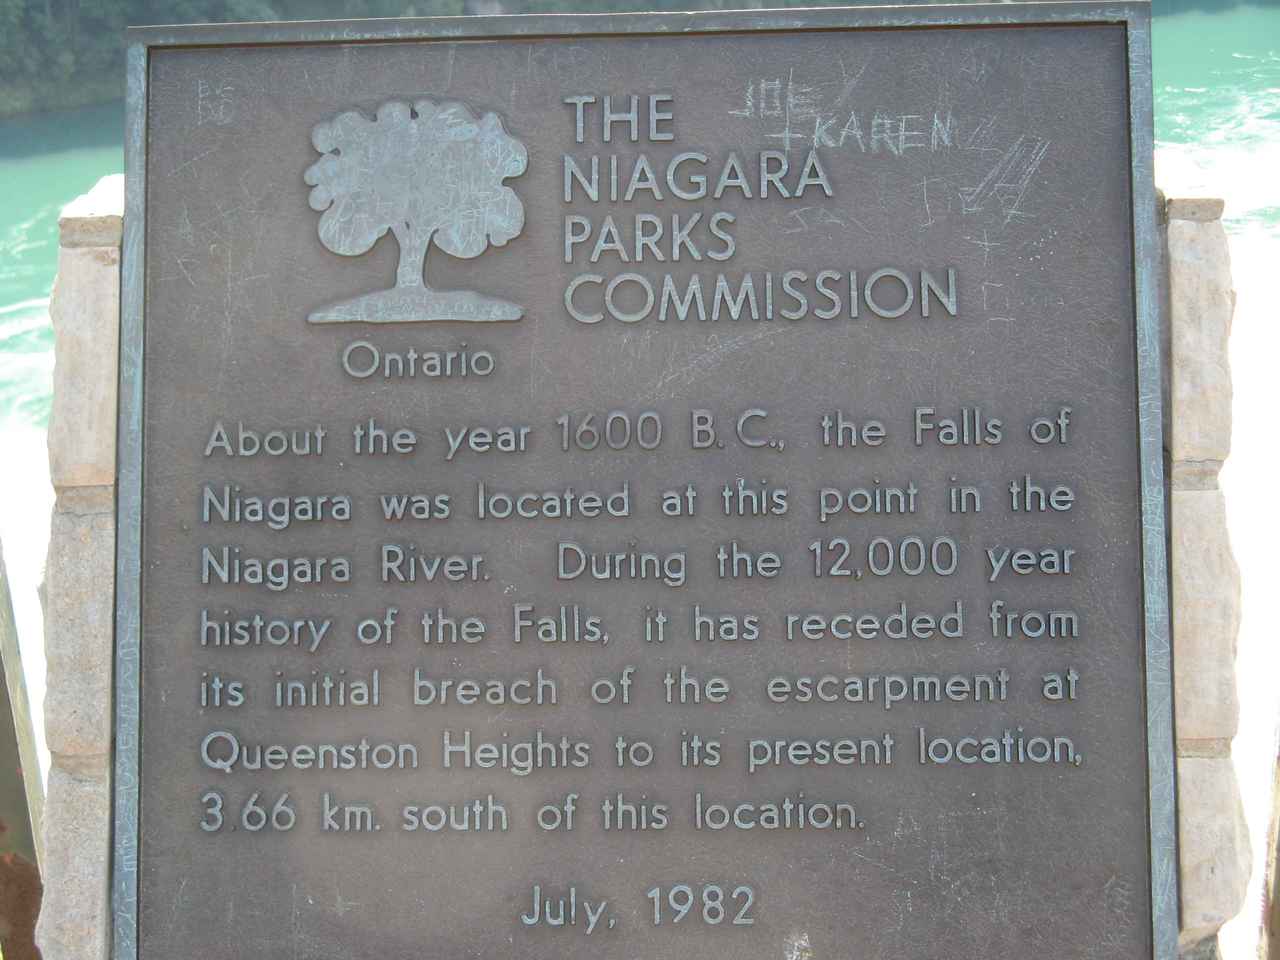 THE
NIAGARA
PARKS
COMMISSION
Ontario
JOE
+ KAREN
About the year 1600 B.C., the Falls of
Niagara was located at this point in the
Niagara River. During the 12,000 year
history of the Falls, it has receded from
its initial breach of the escarpment at
Queenston Heights to its present location,
3.66 km. south of this location.
July, 1982